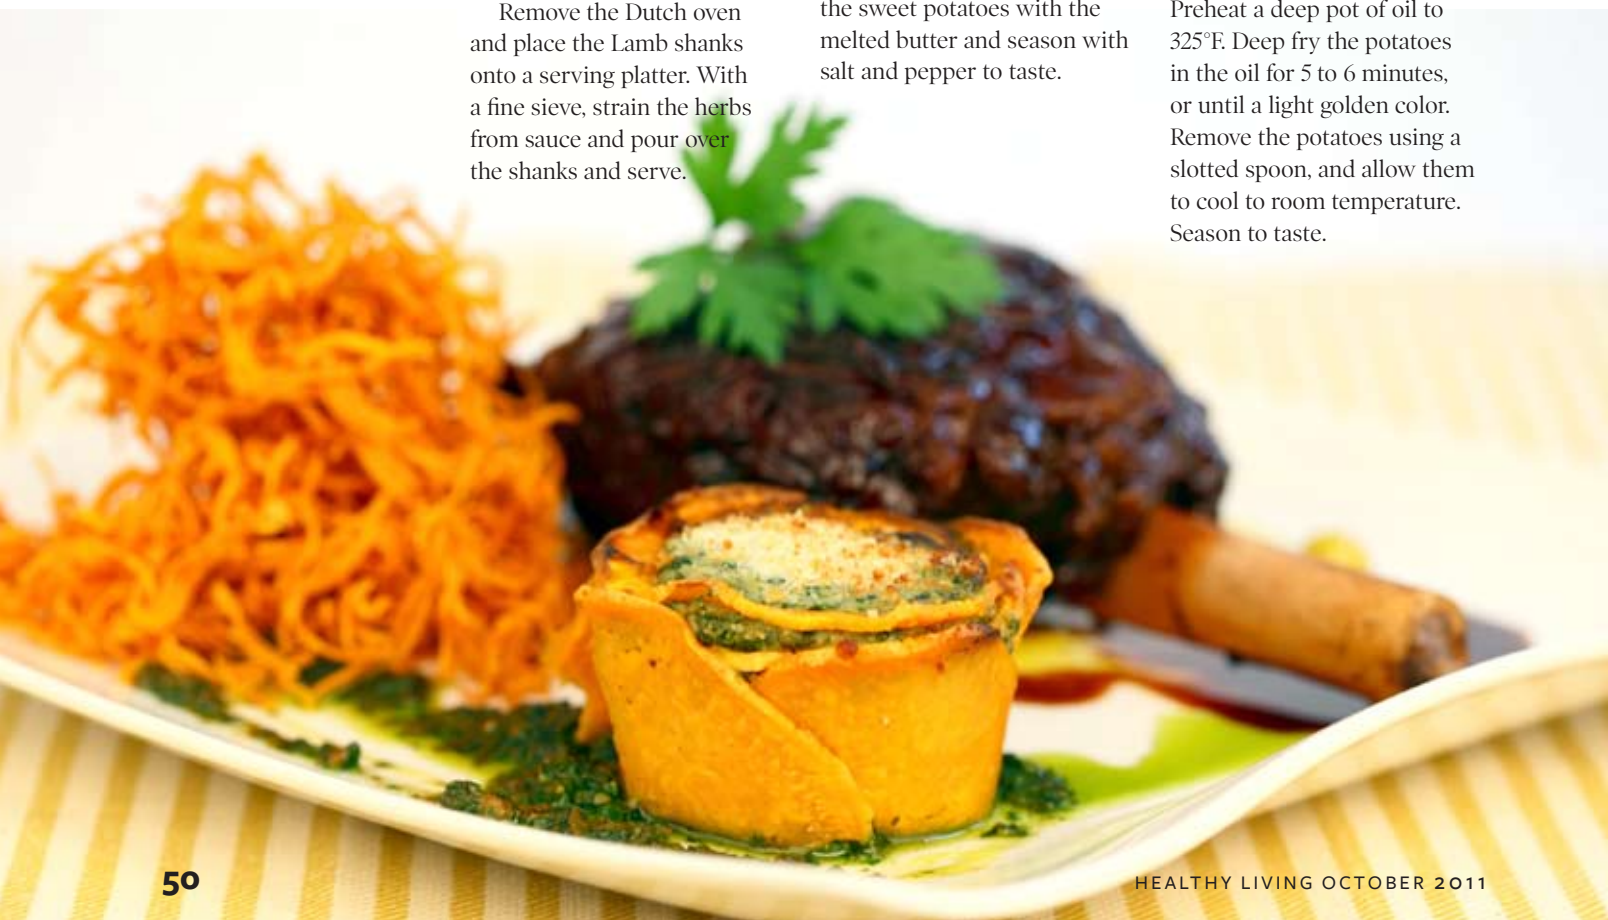 Remove the Dutch oven
and place the Lamb shanks
onto a serving platter. With
a fine sieve, strain the herbs
from sauce and pour over
the shanks and serve.
the sweet potatoes with the
melted butter and season with
salt and pepper to taste.
Preheat a deep pot of oil to
325°F. Deep fry the potatoes
in the oil for 5 to 6 minutes,
or until a light golden color.
Remove the potatoes using a
slotted spoon, and allow them
to cool to room temperature.
Season to taste.
50
HEALTHY LIVING OCTOBER 2011